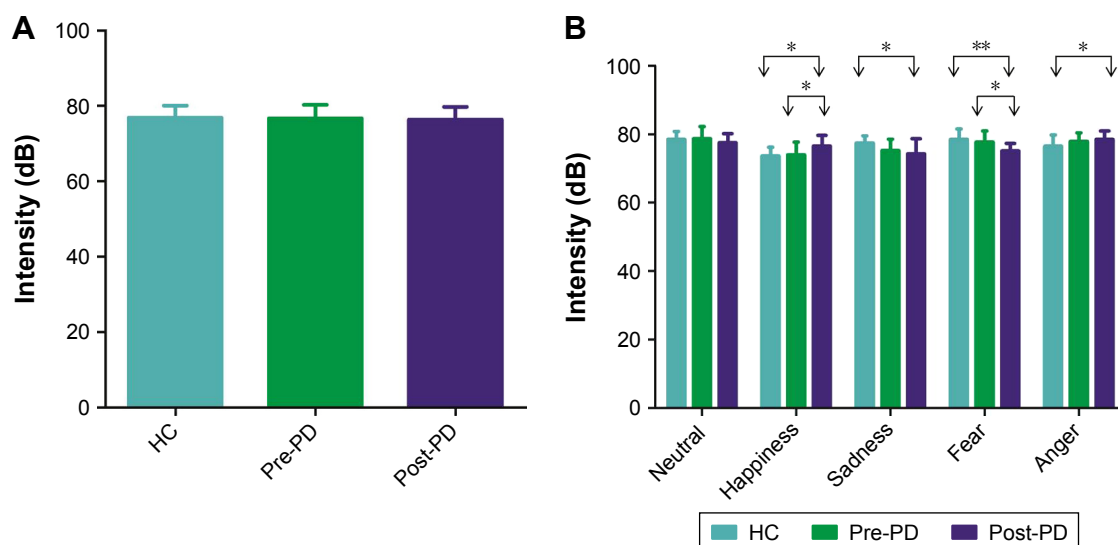 A
Intensity (dB)
100
80
60
40
20
0
HC
Pre-PD
Post-PD
B
Intensity (dB)
100
80
60
40
20
0
*
*
*
**
*
*
Neutral
Happiness
Sadness
Fear
Anger
HC Pre-PD Post-PD